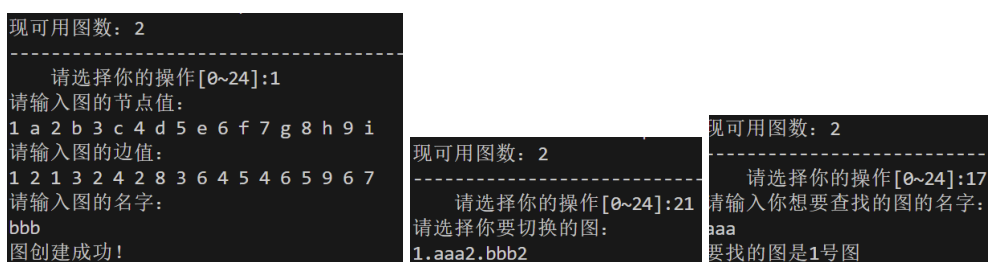 现可用图数：2
----------------------------------------
请选择你的操作[0~24]:1
请输入图的节点值：
1 a 2 b 3 c 4 d 5 e 6 f 7 g 8 h 9 i
请输入图的边值：
1 2 1 3 2 4 2 8 3 6 4 5 4 6 5 9 6 7
请输入图的名字：
bbb
图创建成功！
现可用图数：2
-----------------------------
请选择你的操作[0~24]:21
请选择你要切换的图：
1.aaa2.bbb2
现可用图数：2
----------------------------
请选择你的操作[0~24]:17
请输入你想要查找的图的名字：
aaa
要找的图是1号图